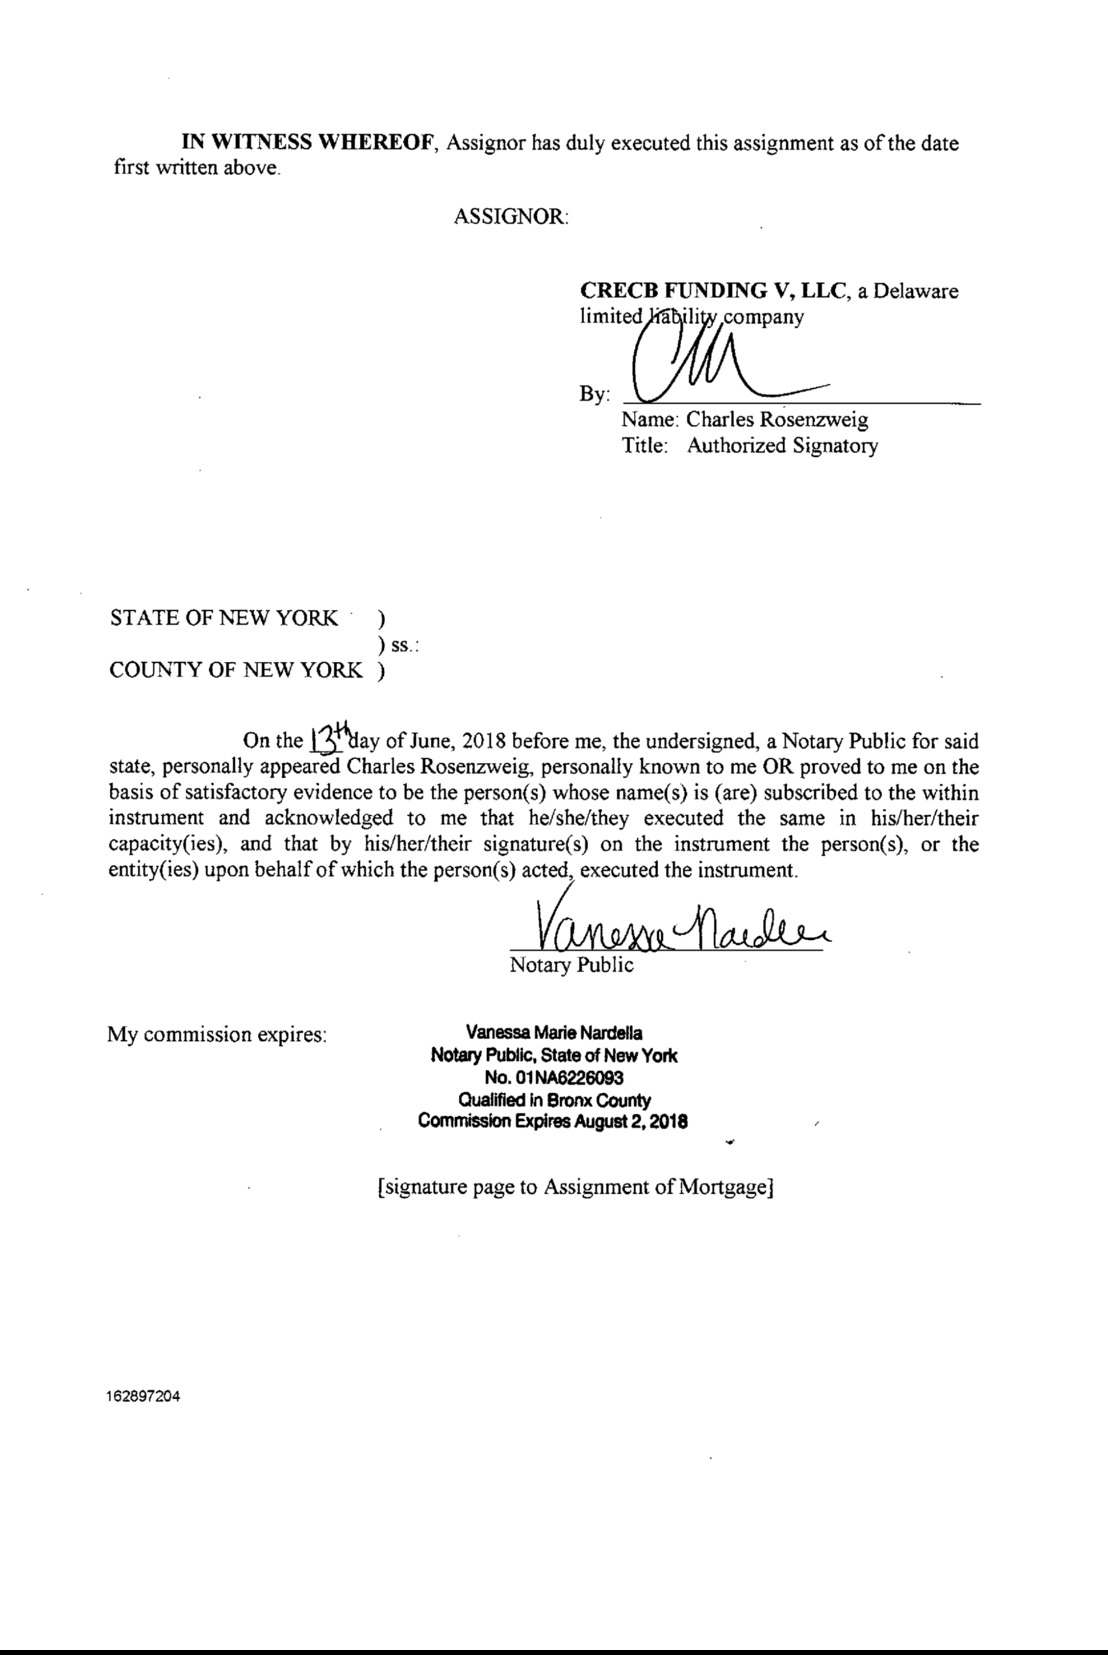 IN WITNESS WHEREOF, Assignor has duly executed this assignment as of the date
first written above.
ASSIGNOR:
CRECB FUNDING V, LLC, a Delaware
limited liability company
By:
Name: Charles Rosenzweig
Title: Authorized Signatory
STATE OF NEW YORK )
) ss.:
COUNTY OF NEW YORK )
On the 13th day of June, 2018 before me, the undersigned, a Notary Public for said
state, personally appeared Charles Rosenzweig, personally known to me OR proved to me on the
basis of satisfactory evidence to be the person(s) whose name(s) is (are) subscribed to the within
instrument and acknowledged to me that he/she/they executed the same in his/her/their
capacity(ies), and that by his/her/their signature(s) on the instrument the person(s), or the
entity(ies) upon behalf of which the person(s) acted, executed the instrument.
Vanessa Nardella
Notary Public
My commission expires:
Vanessa Marie Nardella
Notary Public, State of New York
No. 01NA6226093
Qualified in Bronx County
Commission Expires August 2, 2018
[signature page to Assignment of Mortgage]
162897204